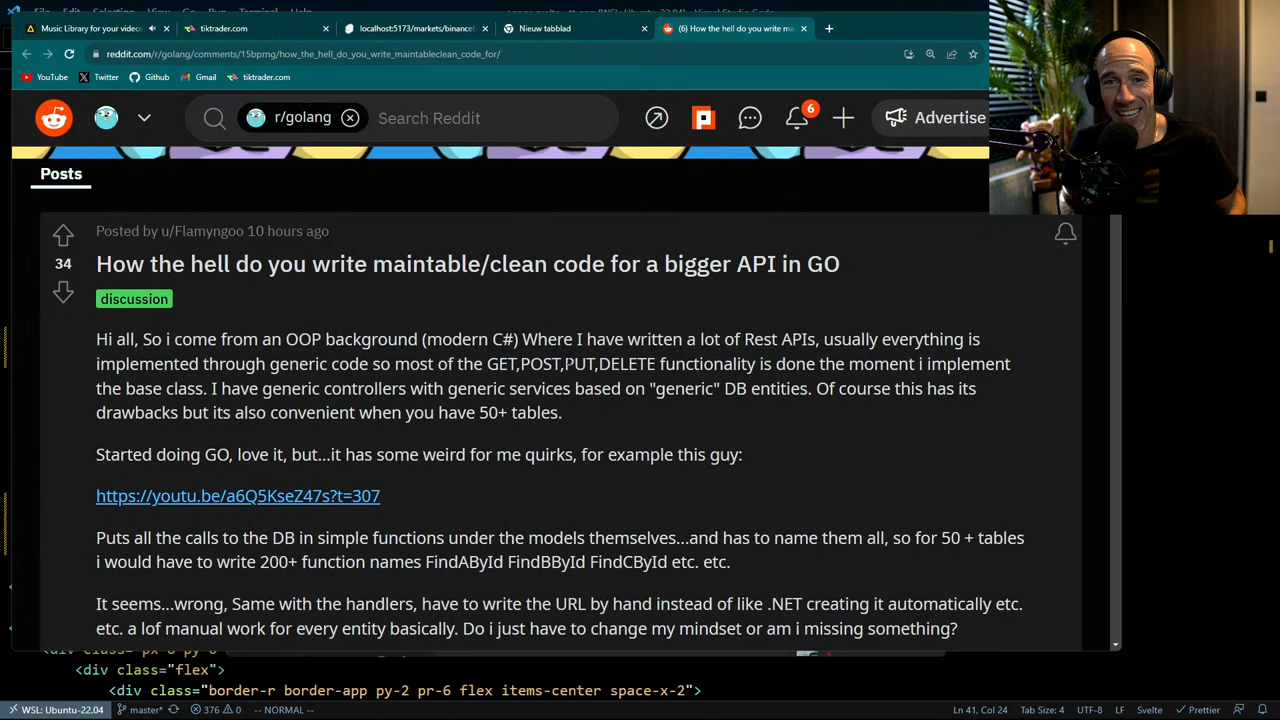 File Edit Selection View Go Run Terminal
Music Library for your videos
tiktrader.com
localhost:5173/markets/binance/
Nieuw tabblad
(6) How the hell do you write ma
reddit.com/r/golang/comments/15bprng/how_the_hell_do_you_write_maintableclean_code_for/
YouTube Twitter Github Gmail tiktrader.com
r/golang Search Reddit
6
Advertise
Posts
Posted by u/Flamyngoo 10 hours ago
34
How the hell do you write maintable/clean code for a bigger API in GO
discussion
Hi all, So i come from an OOP background (modern C#) Where I have written a lot of Rest APIs, usually everything is
implemented through generic code so most of the GET,POST,PUT,DELETE functionality is done the moment i implement
the base class. I have generic controllers with generic services based on "generic" DB entities. Of course this has its
drawbacks but its also convenient when you have 50+ tables.
Started doing GO, love it, but...it has some weird for me quirks, for example this guy:
https://youtu.be/a6Q5KseZ47s?t=307
Puts all the calls to the DB in simple functions under the models themselves...and has to name them all, so for 50 + tables
i would have to write 200+ function names FindAById FindBById FindCById etc. etc.
It seems...wrong, Same with the handlers, have to write the URL by hand instead of like .NET creating it automatically etc.
etc. a lof manual work for every entity basically. Do i just have to change my mindset or am i missing something?
<div class="flex">
<div class="border-r border-app py-2 pr-6 flex items-center space-x-2">
WSL: Ubuntu-22.04 master* 376 0 -- NORMAL -- Ln 41, Col 24 Tab Size: 4 UTF-8 LF Svelte Prettier